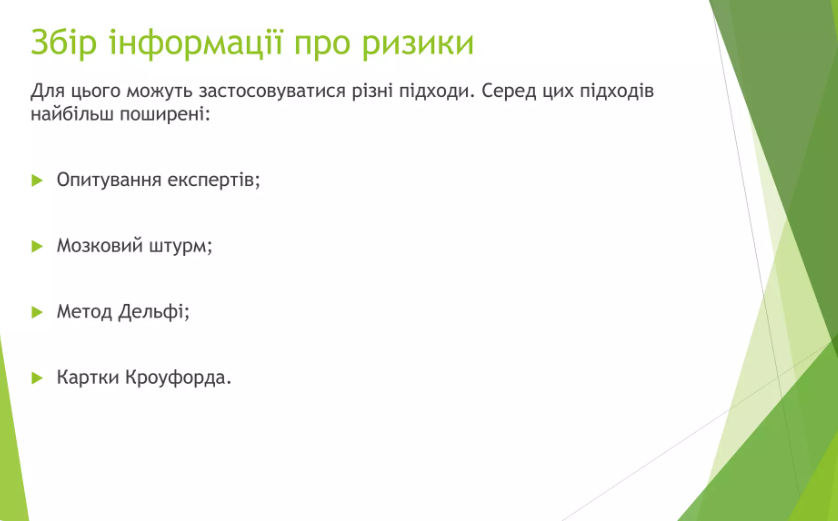 Збір інформації про ризики
Для цього можуть застосовуватися різні підходи. Серед цих підходів
найбільш поширені:
Опитування експертів;
Мозковий штурм;
Метод Дельфі;
Картки Кроуфорда.